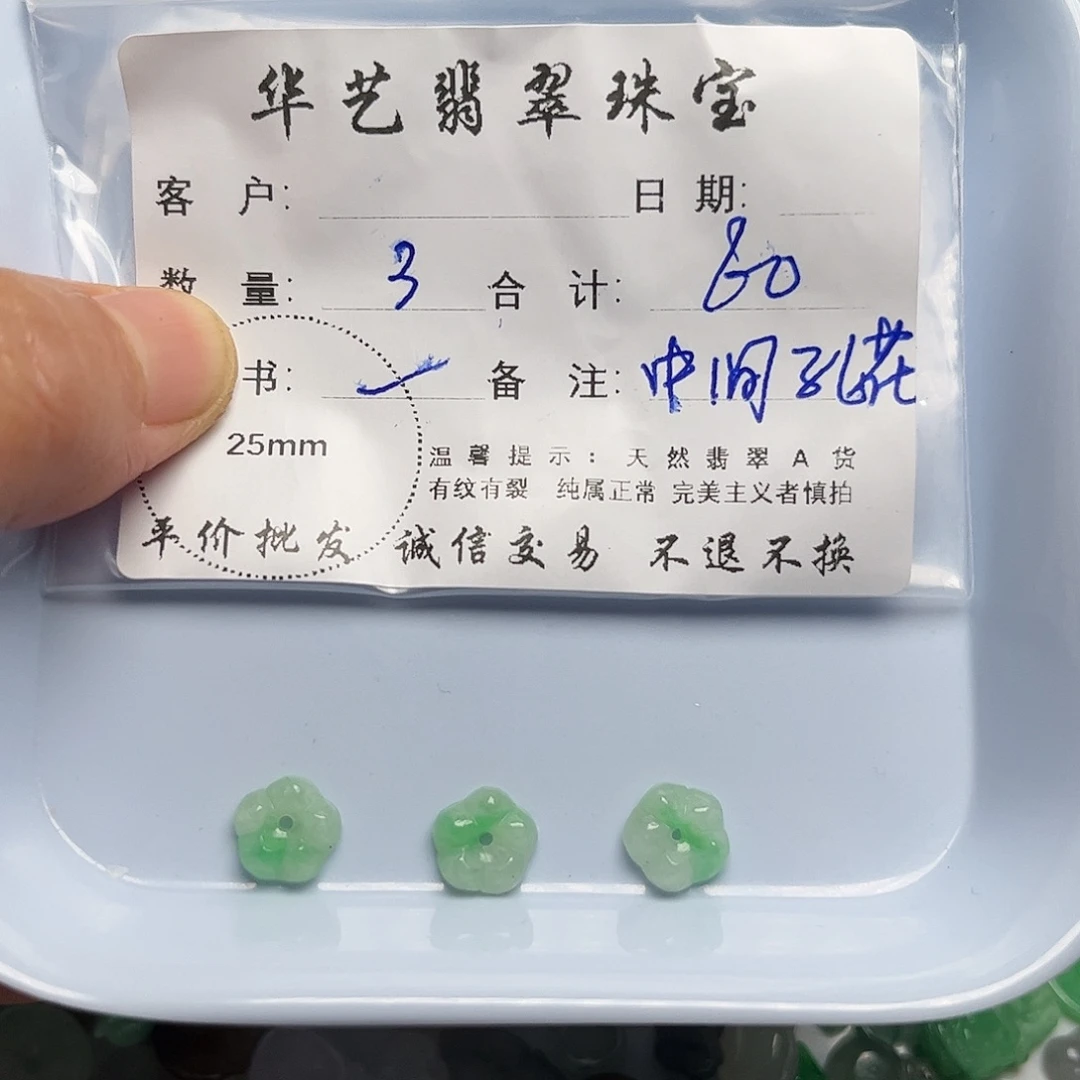 华艺翡翠珠宝
客 户: 日 期:
数 量: 3 合 计: 60
书: 备 注: 中间孔花
25mm
温馨提示:天然翡翠A货
有纹有裂 纯属正常 完美主义者慎拍
平价批发 诚信交易 不退不换